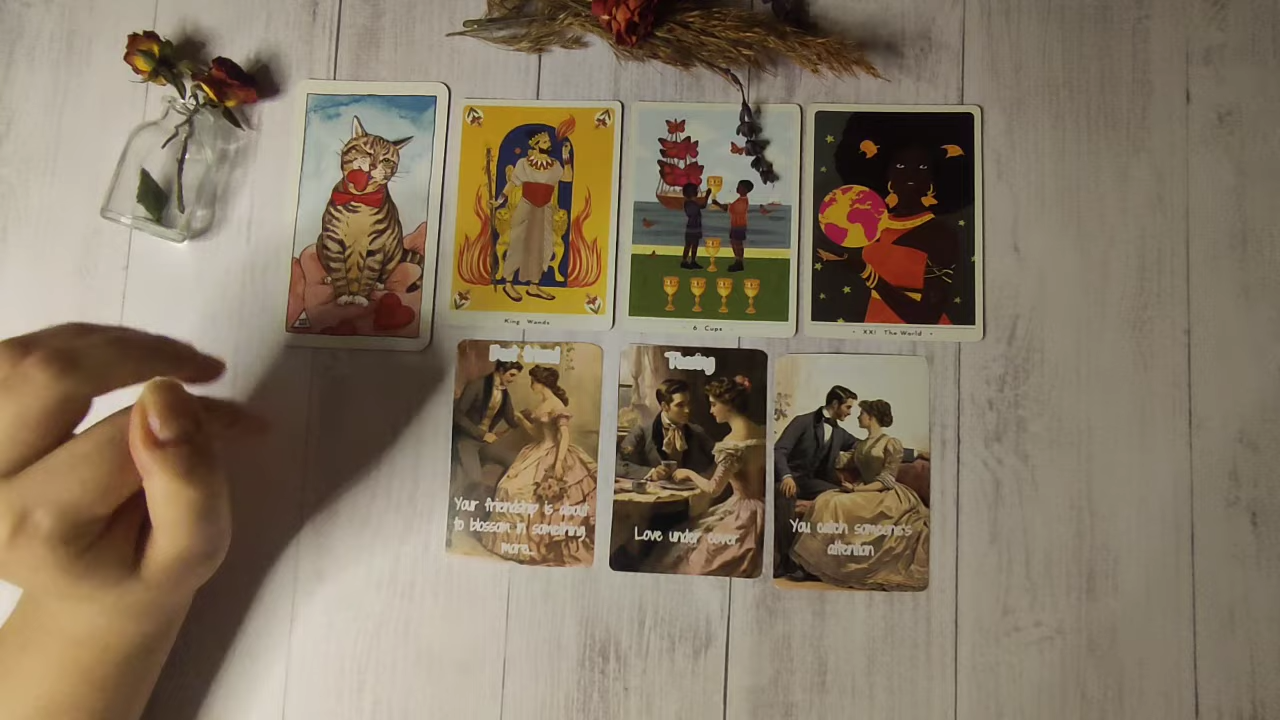 King Wands
6 Cups
XXI The World
Your friendship is about
to blossom in something
more...
Love under cover.
You catch someone's
attention